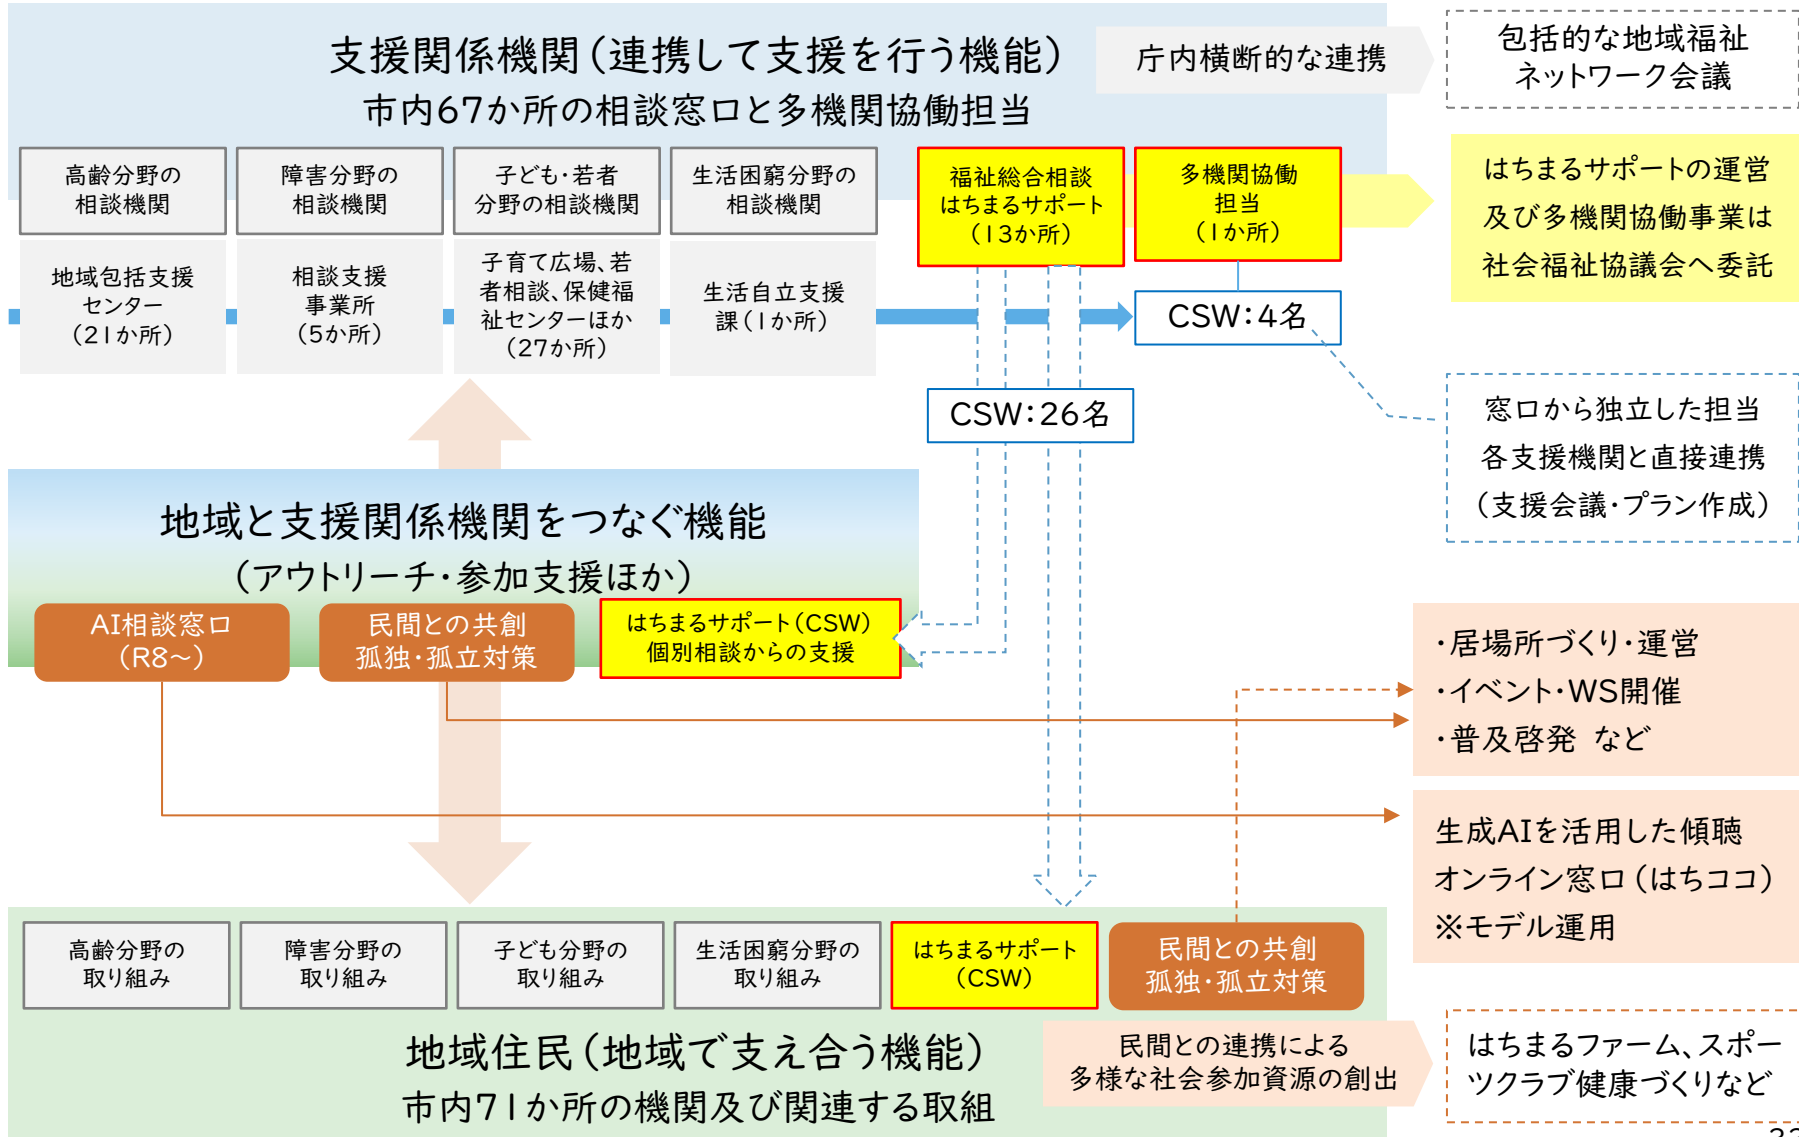 支援関係機関（連携して支援を行う機能）
市内67か所の相談窓口と多機関協働担当
庁内横断的な連携
包括的な地域福祉
ネットワーク会議
高齢分野の
相談機関
障害分野の
相談機関
子ども・若者
分野の相談機関
生活困窮分野の
相談機関
福祉総合相談
はちまるサポート
（13か所）
多機関協働
担当
（1か所）
はちまるサポートの運営
及び多機関協働事業は
社会福祉協議会へ委託
地域包括支援
センター
（21か所）
相談支援
事業所
（5か所）
子育て広場、若
者相談、保健福
祉センターほか
（27か所）
生活自立支援
課（1か所）
CSW：4名
CSW：26名
窓口から独立した担当
各支援機関と直接連携
（支援会議・プラン作成）
地域と支援関係機関をつなぐ機能
（アウトリーチ・参加支援ほか）
AI相談窓口
（R8～）
民間との共創
孤独・孤立対策
はちまるサポート（CSW）
個別相談からの支援
・居場所づくり・運営
・イベント・WS開催
・普及啓発 など
生成AIを活用した傾聴
オンライン窓口（はちココ）
※モデル運用
高齢分野の
取り組み
障害分野の
取り組み
子ども分野の
取り組み
生活困窮分野の
取り組み
はちまるサポート
（CSW）
民間との共創
孤独・孤立対策
地域住民（地域で支え合う機能）
市内71か所の機関及び関連する取組
民間との連携による
多様な社会参加資源の創出
はちまるファーム、スポー
ツクラブ健康づくりなど